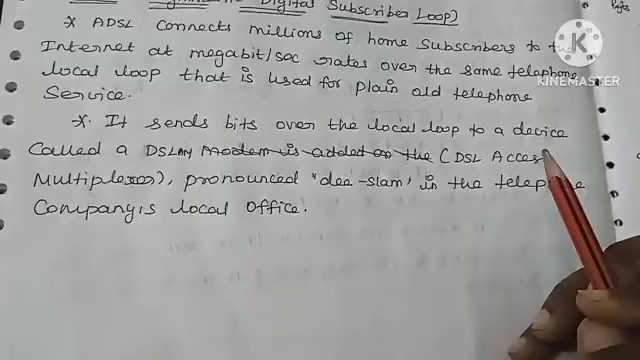 Digital Subscriber Loop)
* ADSL connects millions of home subscribers to the
Internet at megabit/sec rates over the same telephone
local loop that is used for plain old telephone
Service.
*. It sends bits over the local loop to a device
Called a DSLAM Modem is added on the (DSL Access
Multiplexer), pronounced "dee-slam" in the telephone
Company's local office.
KINEMASTER